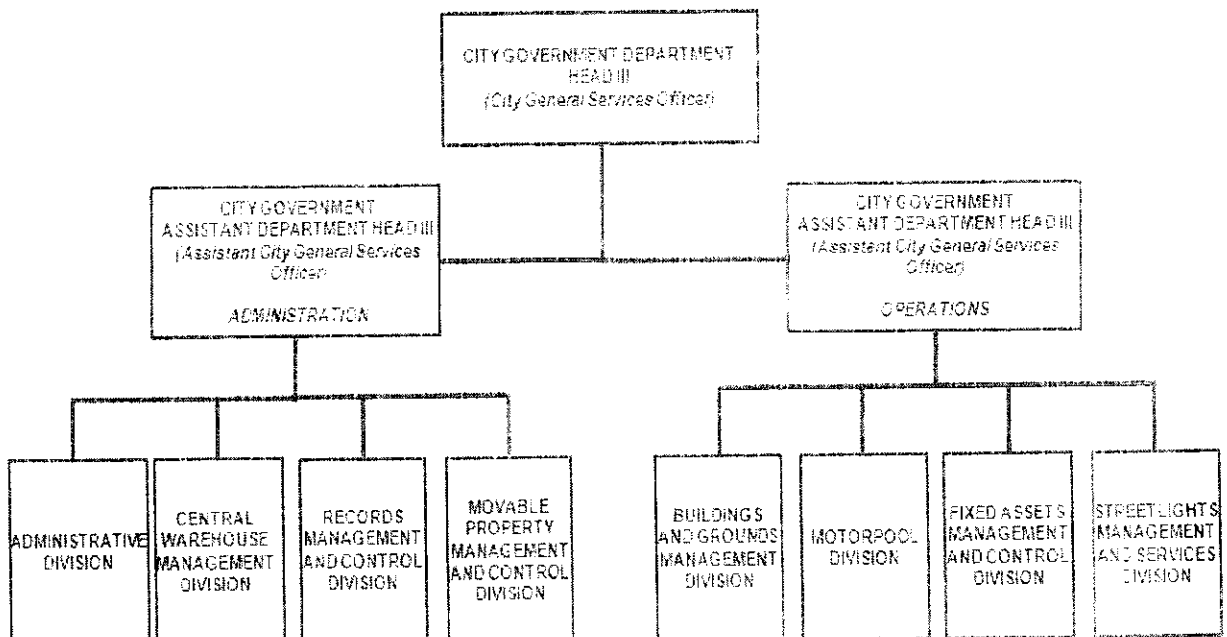 CITY GOVERNMENT DEPARTMENT
HEAD III
(City General Services Officer)
CITY GOVERNMENT
ASSISTANT DEPARTMENT HEAD III
(Assistant City General Services
Officer)
ADMINISTRATION
CITY GOVERNMENT
ASSISTANT DEPARTMENT HEAD III
(Assistant City General Services
Officer)
OPERATIONS
ADMINISTRATIVE
DIVISION
CENTRAL
WAREHOUSE
MANAGEMENT
DIVISION
RECORDS
MANAGEMENT
AND CONTROL
DIVISION
MOVABLE
PROPERTY
MANAGEMENT
AND CONTROL
DIVISION
BUILDINGS
AND GROUNDS
MANAGEMENT
DIVISION
MOTORPOOL DIVISION
FIXED ASSETS
MANAGEMENT
AND CONTROL
DIVISION
STREETLIGHTS
MANAGEMENT
AND SERVICES
DIVISION